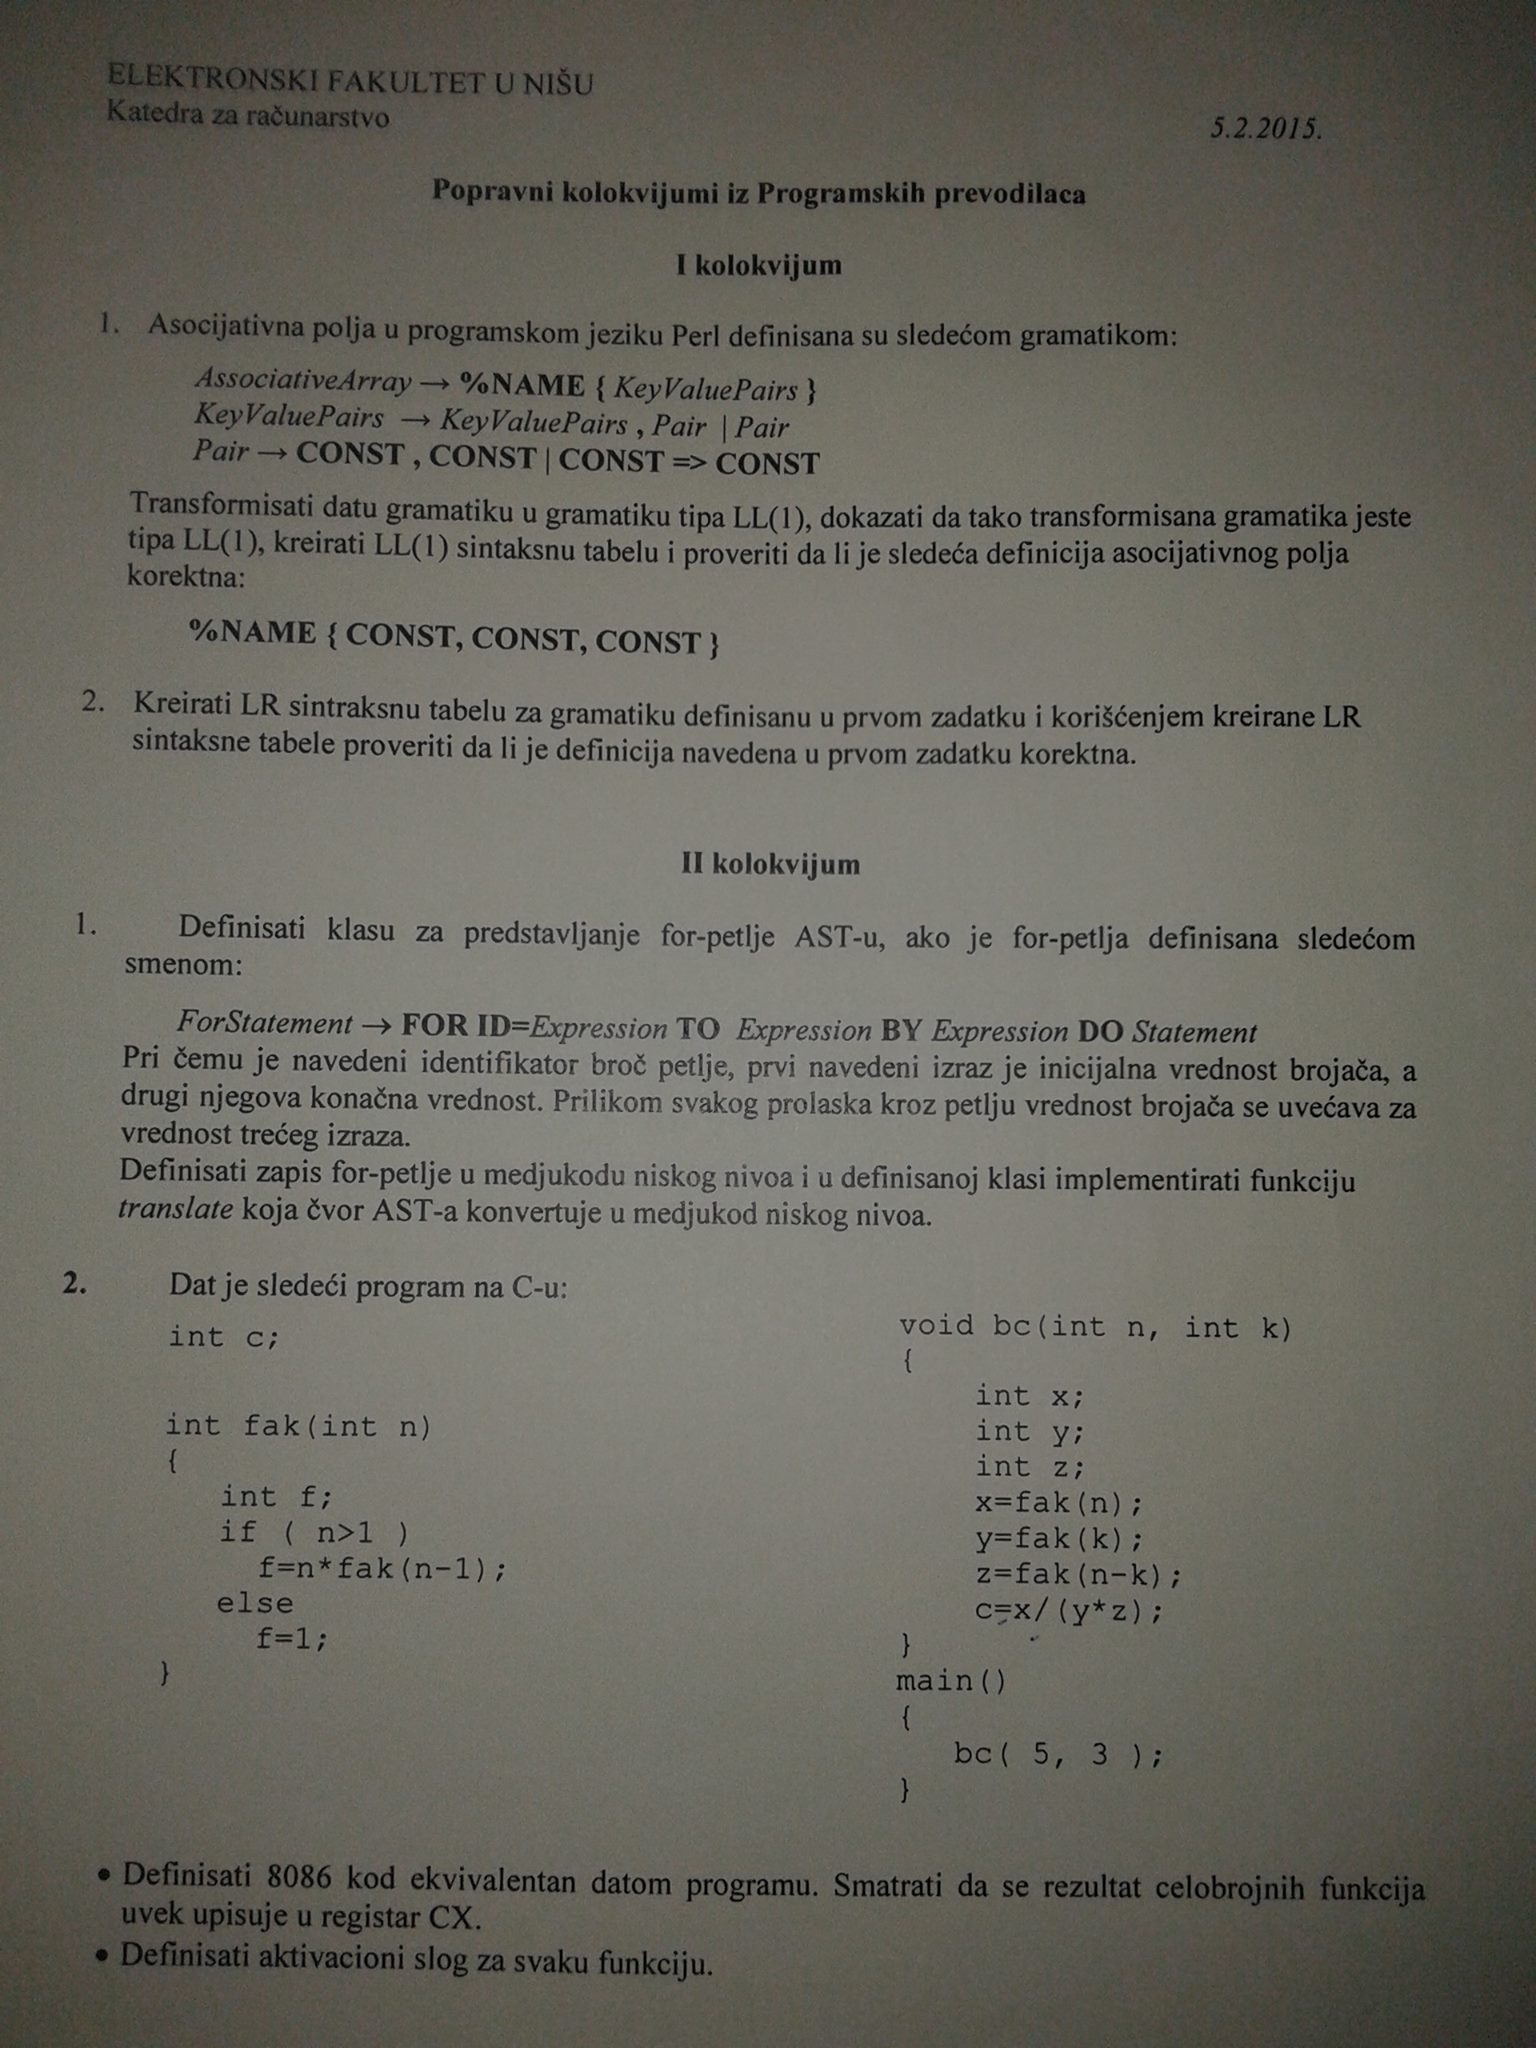 ELEKTRONSKI FAKULTET U NIŠU
Katedra za računarstvo
5.2.2015.
Popravni kolokvijumi iz Programskih prevodilaca
I kolokvijum
1. Asocijativna polja u programskom jeziku Perl definisana su sledećom gramatikom:
AssociativeArray → %NAME { KeyValuePairs }
KeyValuePairs → KeyValuePairs , Pair | Pair
Pair → CONST , CONST | CONST => CONST
Transformisati datu gramatiku u gramatiku tipa LL(1), dokazati da tako transformisana gramatika jeste
tipa LL(1), kreirati LL(1) sintaksnu tabelu i proveriti da li je sledeća definicija asocijativnog polja
korektna:
%NAME { CONST, CONST, CONST }
2. Kreirati LR sintraksnu tabelu za gramatiku definisanu u prvom zadatku i korišćenjem kreirane LR
sintaksne tabele proveriti da li je definicija navedena u prvom zadatku korektna.
II kolokvijum
1. Definisati klasu za predstavljanje for-petlje AST-u, ako je for-petlja definisana sledećom
smenom:
ForStatement → FOR ID=Expression TO Expression BY Expression DO Statement
Pri čemu je navedeni identifikator broč petlje, prvi navedeni izraz je inicijalna vrednost brojača, a
drugi njegova konačna vrednost. Prilikom svakog prolaska kroz petlju vrednost brojača se uvećava za
vrednost trećeg izraza.
Definisati zapis for-petlje u medjukodu niskog nivoa i u definisanoj klasi implementirati funkciju
translate koja čvor AST-a konvertuje u medjukod niskog nivoa.
2. Dat je sledeći program na C-u:
int c;
int fak(int n)
{
int f;
if ( n>1 )
f=n*fak(n-1);
else
f=1;
}
void bc(int n, int k)
{
int x;
int y;
int z;
x=fak(n);
y=fak(k);
z=fak(n-k);
c=x/(y*z);
}
main()
{
bc( 5, 3 );
}
• Definisati 8086 kod ekvivalentan datom programu. Smatrati da se rezultat celobrojnih funkcija
uvek upisuje u registar CX.
• Definisati aktivacioni slog za svaku funkciju.